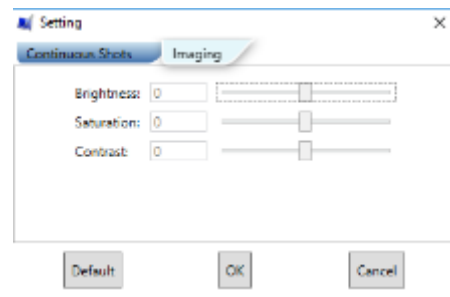 Setting
Continuous Shots Imaging
Brightness: 0
Saturation: 0
Contrast: 0
Default OK Cancel